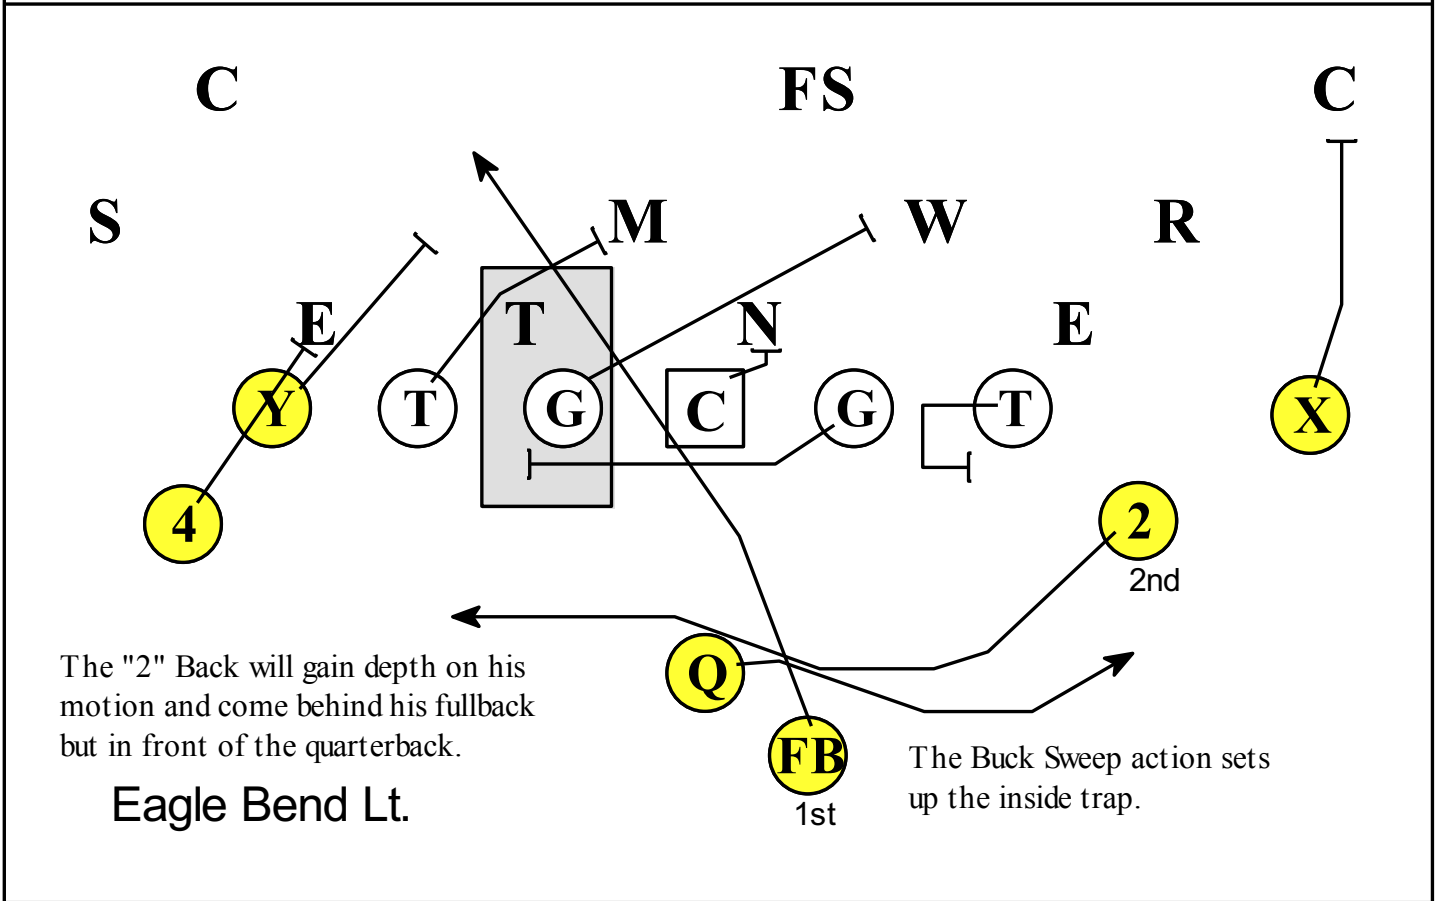 C FS C
S M W R
E T N E
Y T G C G T X
4 2
2nd
Q
The "2" Back will gain depth on his
motion and come behind his fullback
but in front of the quarterback.
FB
The Buck Sweep action sets
up the inside trap.
Eagle Bend Lt.
1st